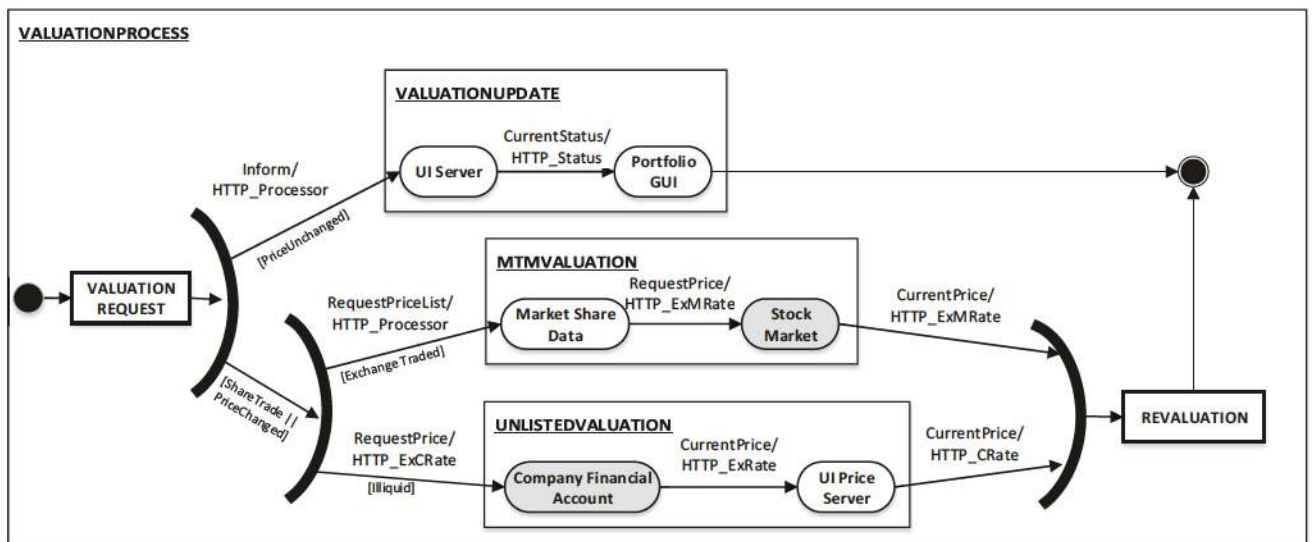 VALUATIONPROCESS
VALUATIONUPDATE
Inform/
HTTP_Processor
UI Server
CurrentStatus/
HTTP_Status
Portfolio
GUI
[PriceUnchanged]
VALUATION
REQUEST
MTMVALUATION
RequestPriceList/
HTTP_Processor
Market Share
Data
RequestPrice/
HTTP_ExMRate
Stock
Market
CurrentPrice/
HTTP_ExMRate
[Exchange Traded]
[ShareTrade ||
PriceChanged]
UNLISTEDVALUATION
RequestPrice/
HTTP_ExCRate
[Illiquid]
Company Financial
Account
CurrentPrice/
HTTP_ExRate
UI Price
Server
CurrentPrice/
HTTP_CRate
REVALUATION